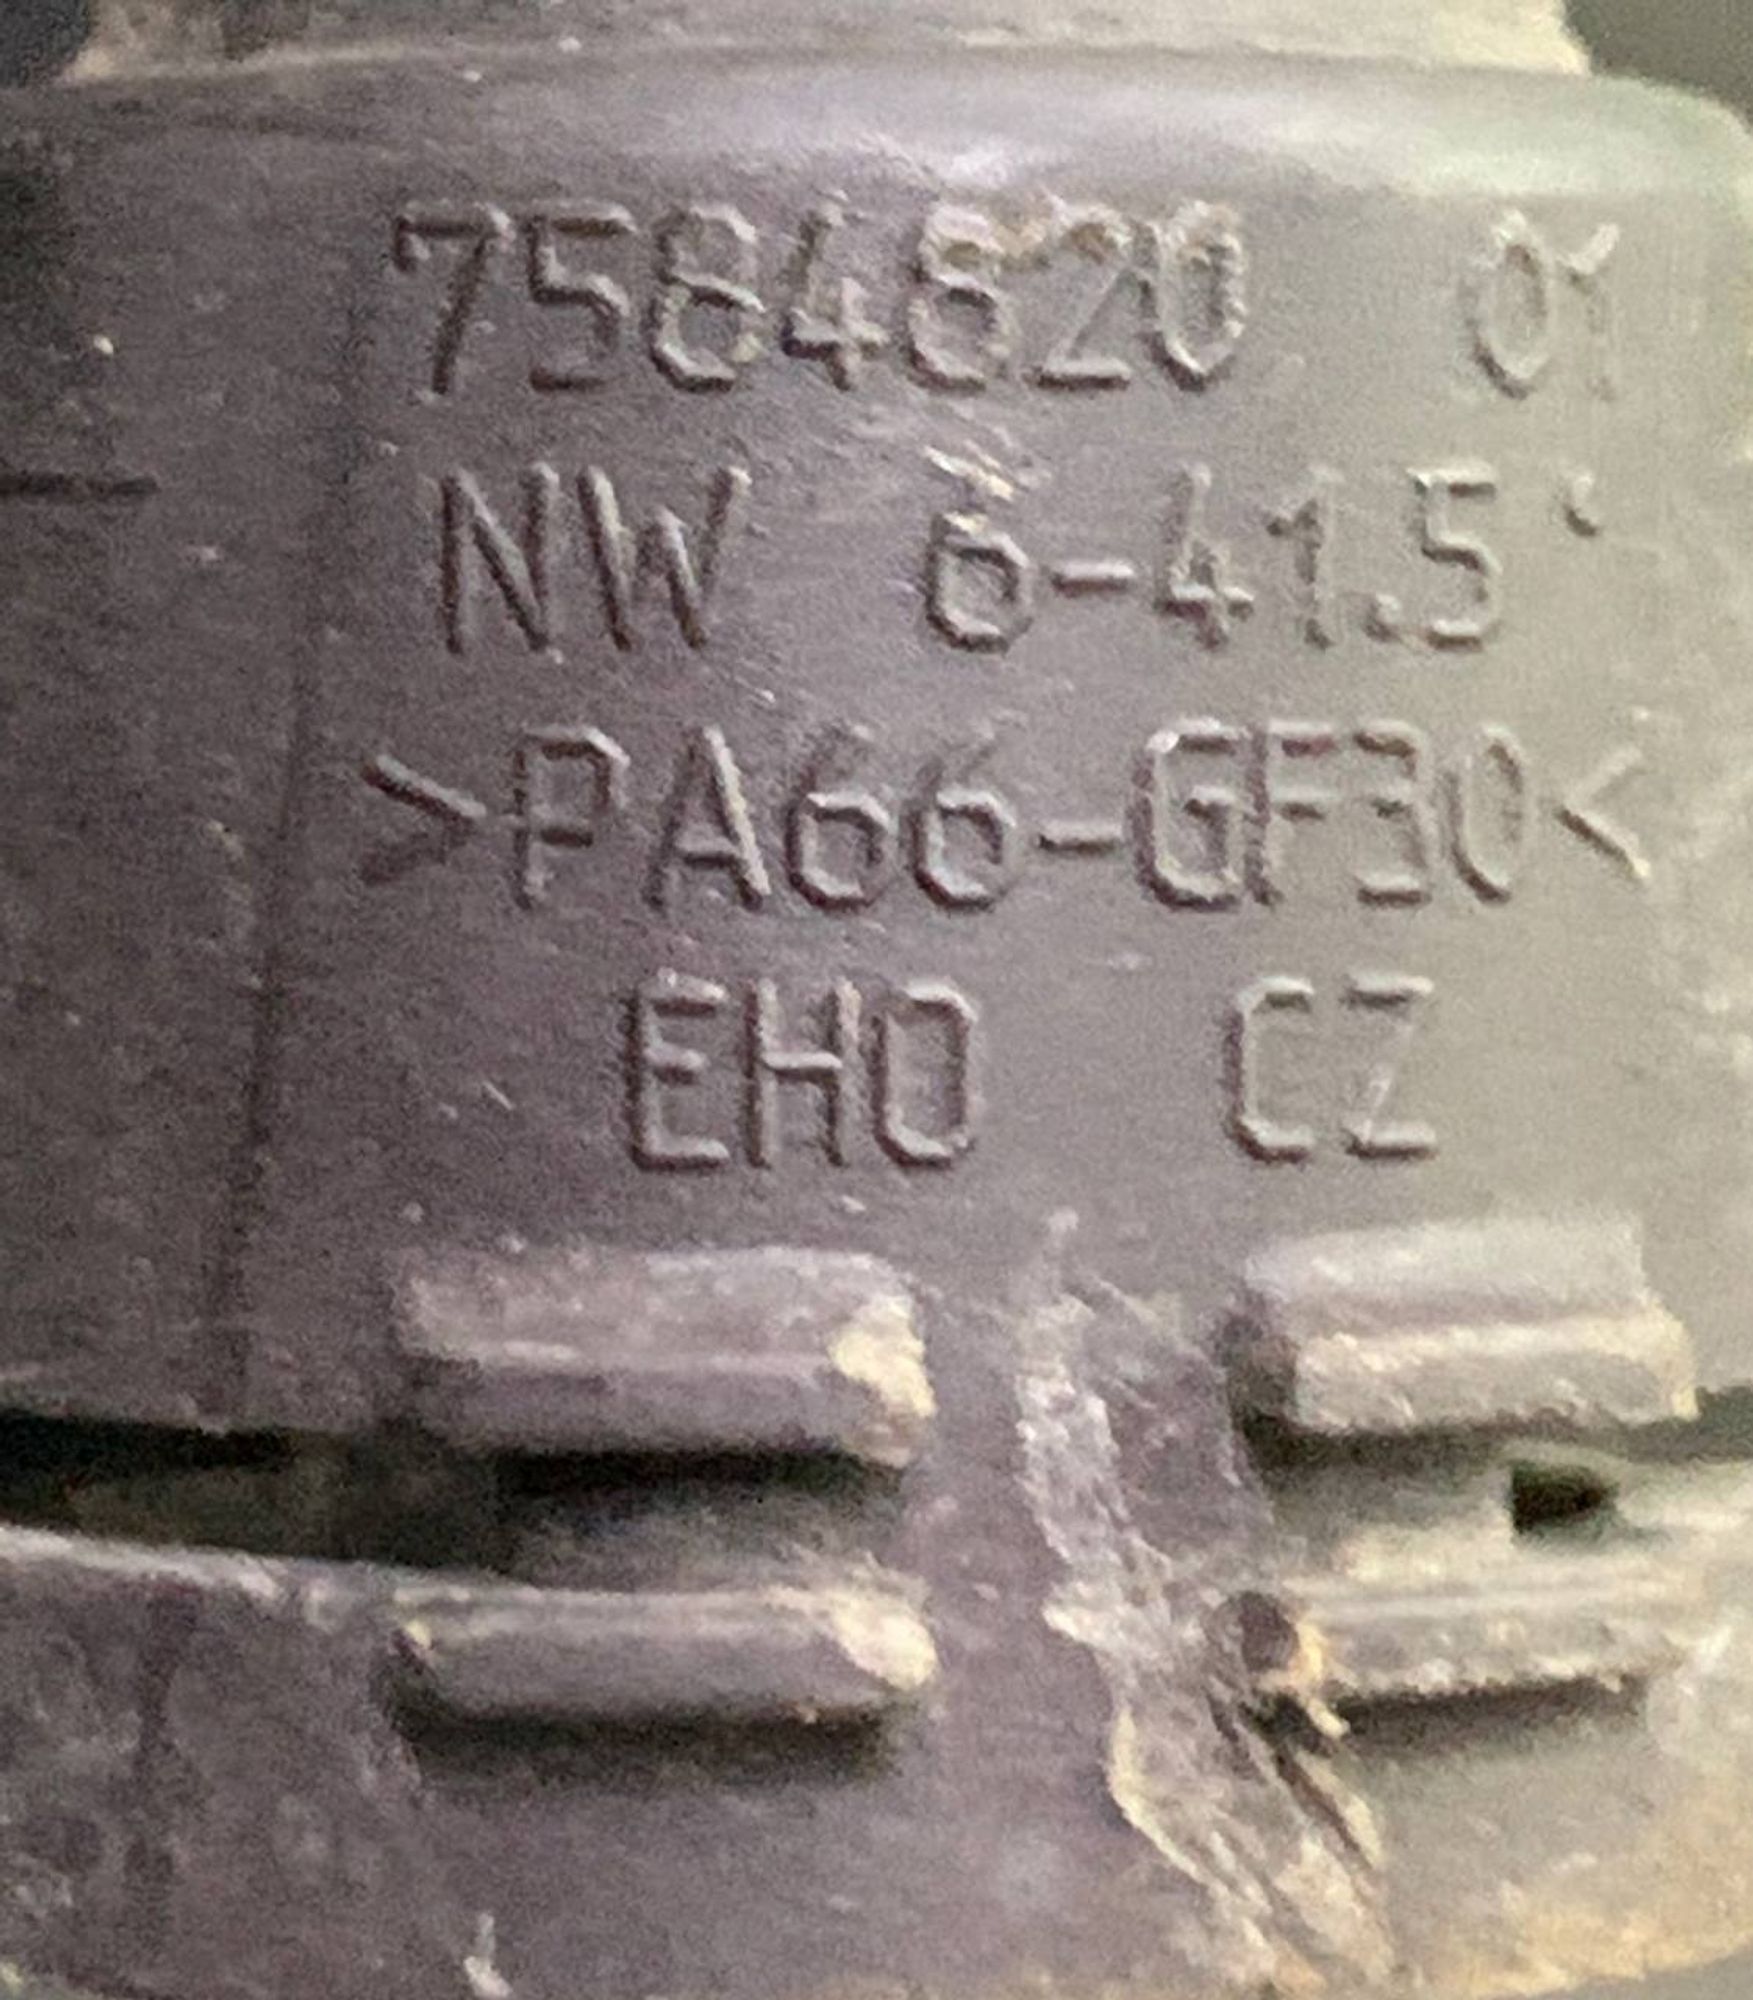 7584820 01
NW 6-41.5°
>PA66-GF30<
EHO CZ